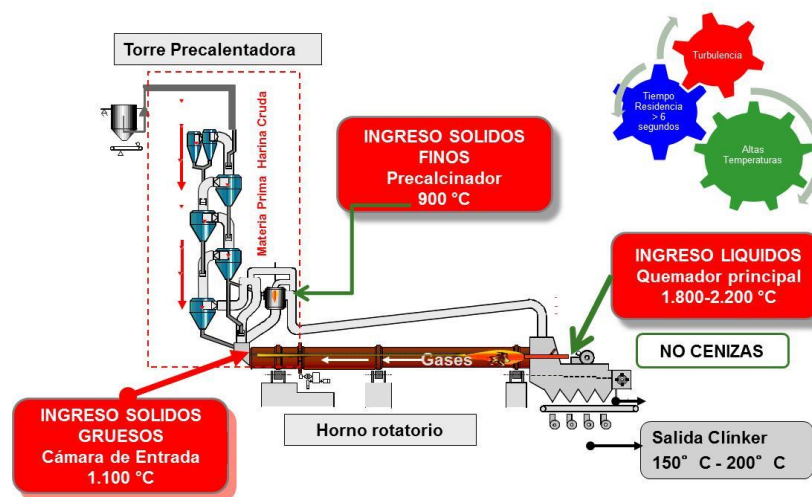 Torre Precalentadora
Materia Prima Harina Cruda
INGRESO SOLIDOS
FINOS
Precalcinador
900 °C
Turbulencia
Tiempo
Residencia
> 6
segundos
Altas
Temperaturas
INGRESO LIQUIDOS
Quemador principal
1.800-2.200 °C
NO CENIZAS
Gases
INGRESO SOLIDOS
GRUESOS
Cámara de Entrada
1.100 °C
Horno rotatorio
Salida Clínker
150° C - 200° C